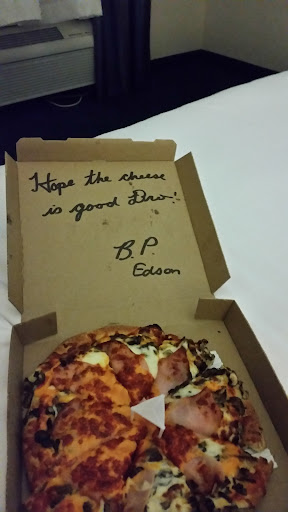 Hope the cheese
is good Bro!
B.P.
Edson